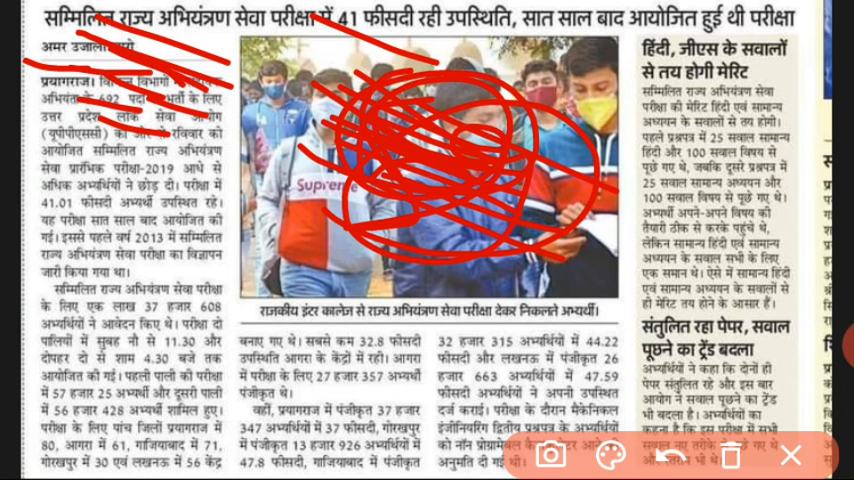 सम्मिलित राज्य अभियंत्रण सेवा परीक्षा में 41 फीसदी रही उपस्थिति, सात साल बाद आयोजित हुई थी परीक्षा
अमर उजाला
प्रयागराज।
अभियंता के 692 भर्ती के लिए
उत्तर प्रदेश लोक सेवा आयोग
(यूपीपीएससी) की ओर से रविवार को
आयोजित सम्मिलित राज्य अभियंत्रण
सेवा प्रारंभिक परीक्षा-2019 आधे से
अधिक अभ्यर्थियों ने छोड़ दी। परीक्षा में
41.01 फीसदी अभ्यर्थी उपस्थित रहे।
यह परीक्षा सात साल बाद आयोजित की
गई। इससे पहले वर्ष 2013 में सम्मिलित
राज्य अभियंत्रण सेवा परीक्षा का विज्ञापन
जारी किया गया था।
सम्मिलित राज्य अभियंत्रण सेवा परीक्षा
के लिए एक लाख 37 हजार 608
अभ्यर्थियों ने आवेदन किए थे। परीक्षा दो
पालियों में सुबह नौ से 11.30 और
दोपहर दो से शाम 4.30 बजे तक
आयोजित की गई। पहली पाली की परीक्षा
में 57 हजार 25 अभ्यर्थी और दूसरी पाली
में 56 हजार 428 अभ्यर्थी शामिल हुए।
परीक्षा के लिए पांच जिलों प्रयागराज में
80, आगरा में 61, गाजियाबाद में 71,
गोरखपुर में 30 एवं लखनऊ में 56 केंद्र
Supreme
राजकीय इंटर कालेज से अभियंत्रण सेवा परीक्षा देकर निकलते अभ्यर्थी।
बनाए गए थे। सबसे कम 32.8 फीसदी
उपस्थिति आगरा के केंद्रों में रही। आगरा
में परीक्षा के लिए 27 हजार 357 अभ्यर्थी
पंजीकृत थे।
वहीं, प्रयागराज में पंजीकृत 37 हजार
347 अभ्यर्थियों में 37 फीसदी, गोरखपुर
में पंजीकृत 13 हजार 926 अभ्यर्थियों में
47.8 फीसदी, गाजियाबाद में पंजीकृत
32 हजार 315 अभ्यर्थियों में 44.22
फीसदी और लखनऊ में पंजीकृत 26
हजार 663 अभ्यर्थियों में 47.59
फीसदी अभ्यर्थियों ने अपनी उपस्थित
दर्ज कराई। परीक्षा के दौरान मैकेनिकल
इंजीनियरिंग द्वितीय प्रश्नपत्र के अभ्यर्थियों
को नॉन
अनुमति दी गई थी।
हिंदी, जीएस के सवालों
से तय होगी मेरिट
सम्मिलित राज्य अभियंत्रण सेवा
परीक्षा की मेरिट हिंदी एवं सामान्य
अध्ययन के सवालों से तय होगी।
पहले प्रश्नपत्र में 25 सवाल सामान्य
हिंदी और 100 सवाल विषय से
पूछे गए थे, जबकि दूसरे प्रश्नपत्र में
25 सवाल सामान्य अध्ययन और
100 सवाल विषय से पूछे गए थे।
अभ्यर्थी अपने-अपने विषय की
तैयारी ठीक से करके पहुंचे थे,
लेकिन सामान्य हिंदी एवं सामान्य
अध्ययन के सवाल सभी के लिए
एक समान थे। ऐसे में सामान्य हिंदी
एवं सामान्य अध्ययन के सवालों से
ही मेरिट तय होने के आसार हैं।
संतुलित रहा पेपर, सवाल
पूछने का ट्रेंड बदला
अभ्यर्थियों ने कहा कि दोनों ही
पेपर संतुलित रहे और इस बार
आयोग ने सवाल पूछने का ट्रेंड
भी बदला है। अभ्यर्थियों का
कहना है कि इस परीक्षा में सभी